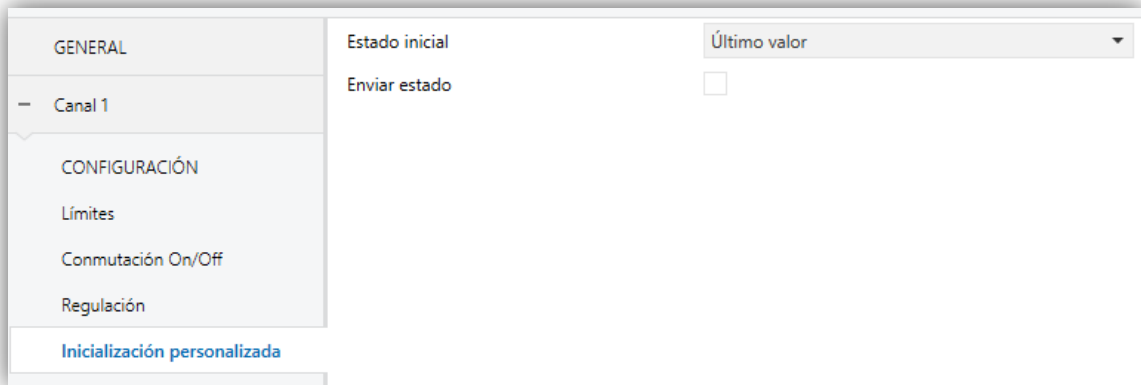 GENERAL
Canal 1
CONFIGURACIÓN
Límites
Conmutación On/Off
Regulación
Inicialización personalizada
Estado inicial
Último valor
Enviar estado